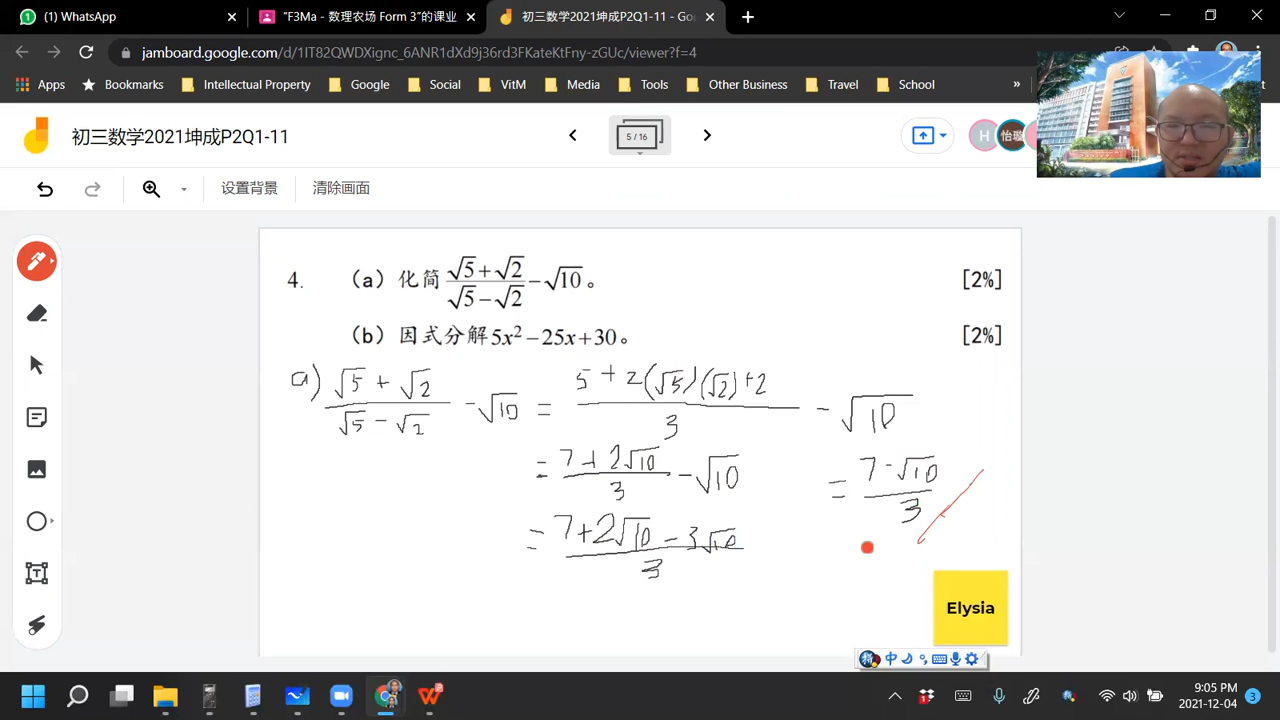 (1) WhatsApp
"F3Ma - 数理农场 Form 3"的课业
初三数学2021坤成P2Q1-11 - Go
jamboard.google.com/d/1IT82QWDXignc_6ANR1dXd9j36rd3FKateKtFny-zGUc/viewer?f=4
Apps
Bookmarks
Intellectual Property
Google
Social
VitM
Media
Tools
Other Business
Travel
School
»
初三数学2021坤成P2Q1-11
5 / 16
H
怡璇
设置背景
清除画面
4. (a) 化简 (√5+√2)/(√5−√2) − √10。 [2%]
(b) 因式分解 5x²−25x+30。 [2%]
a) (√5 + √2)/(√5 − √2) − √10 = (5 + 2(√5)(√2) + 2)/3 − √10
= (7 + 2√10)/3 − √10
= (7 + 2√10 − 3√10)/3
= (7 − √10)/3
Elysia
中
9:05 PM
2021-12-04
3